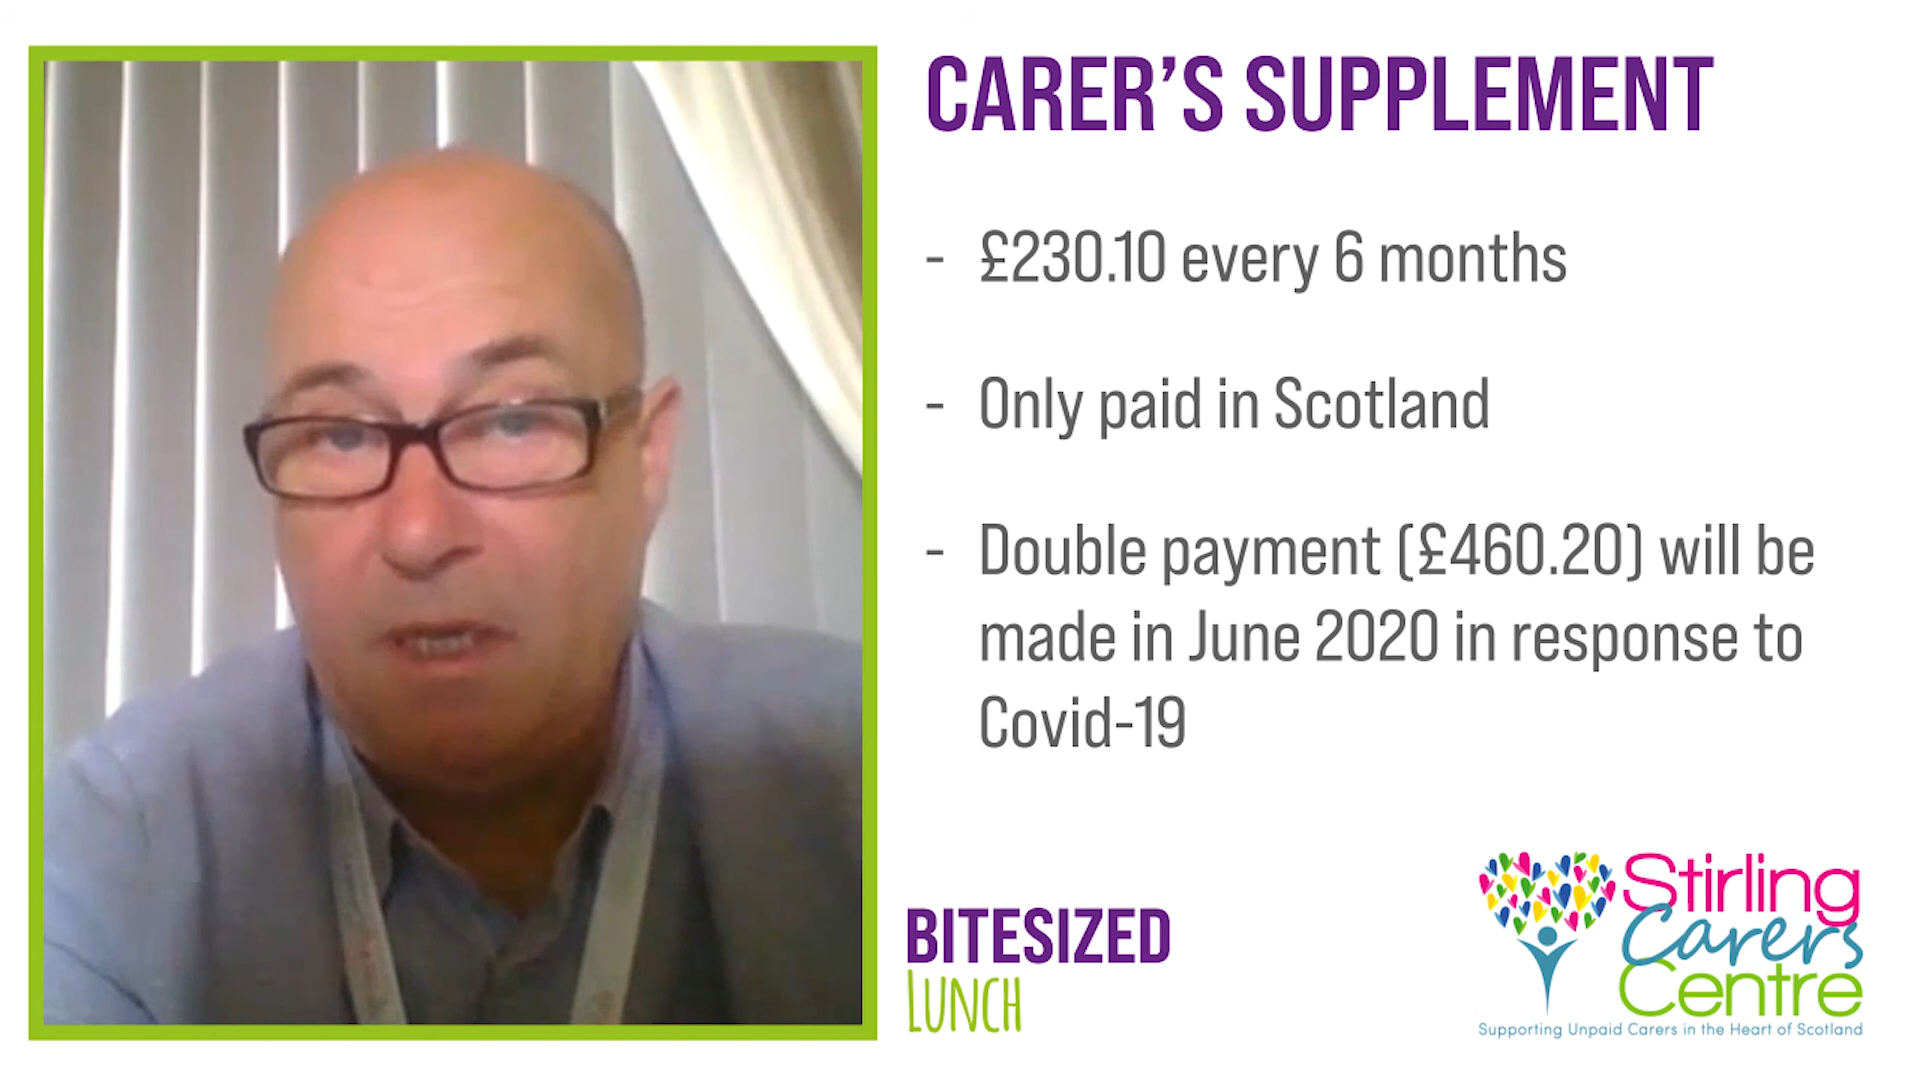 CARER'S SUPPLEMENT
- £230.10 every 6 months
- Only paid in Scotland
- Double payment (£460.20) will be
made in June 2020 in response to
Covid-19
BITESIZED
LUNCH
Stirling
Carers
Centre
Supporting Unpaid Carers in the Heart of Scotland